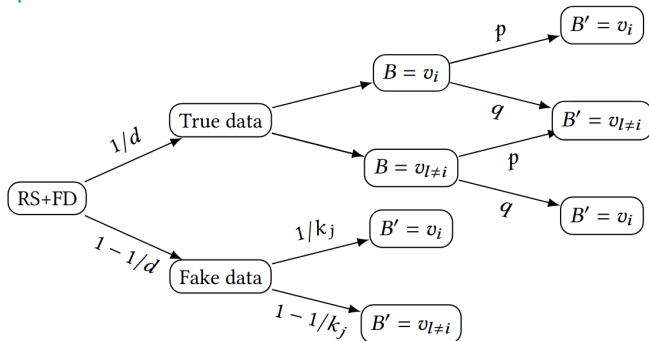 p
B′ = v_i
B = v_i
q
1/d
True data
B′ = v_{l≠i}
p
B = v_{l≠i}
q
B′ = v_i
RS+FD
1 − 1/d
1/k_j
B′ = v_i
Fake data
1 − 1/k_j
B′ = v_{l≠i}